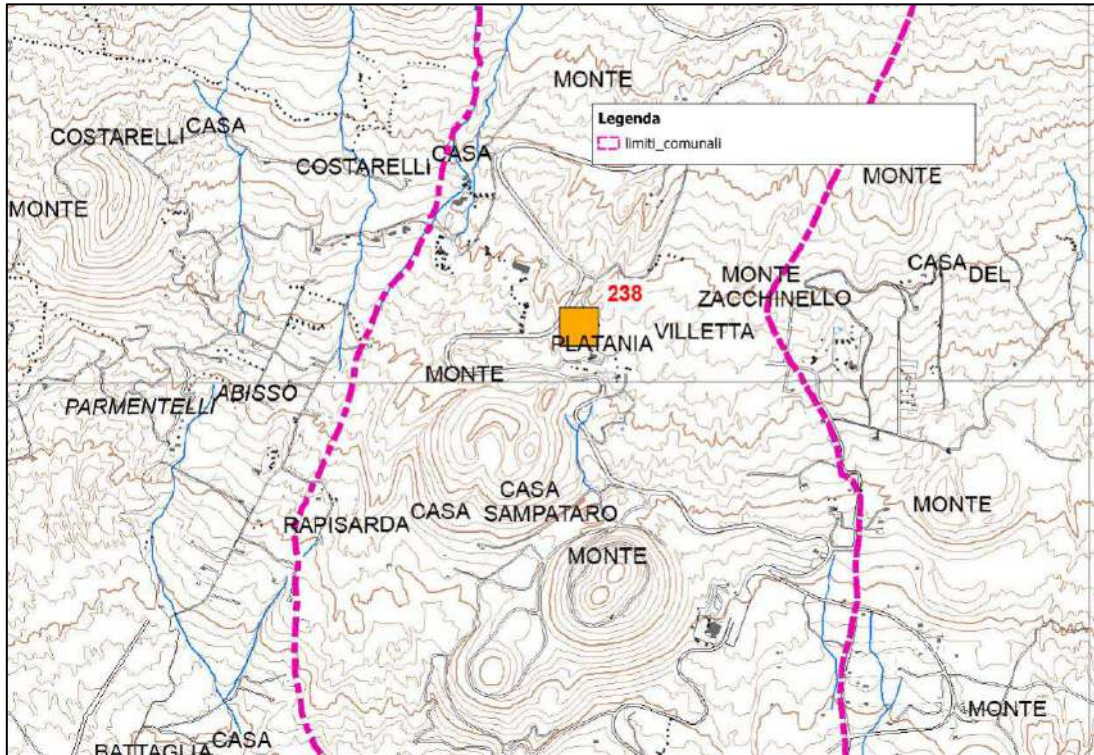 MONTE
Legenda
limiti_comunali
CASA
COSTARELLI
CASA
COSTARELLI
MONTE
MONTE
CASA DEL
MONTE
ZACCHINELLO
238
VILLETTA
PLATANIA
MONTE
ABISSO
PARMENTELLI
CASA
SAMPATARO
CASA
RAPISARDA
MONTE
MONTE
MONTE
CASA
BATTAGLIA